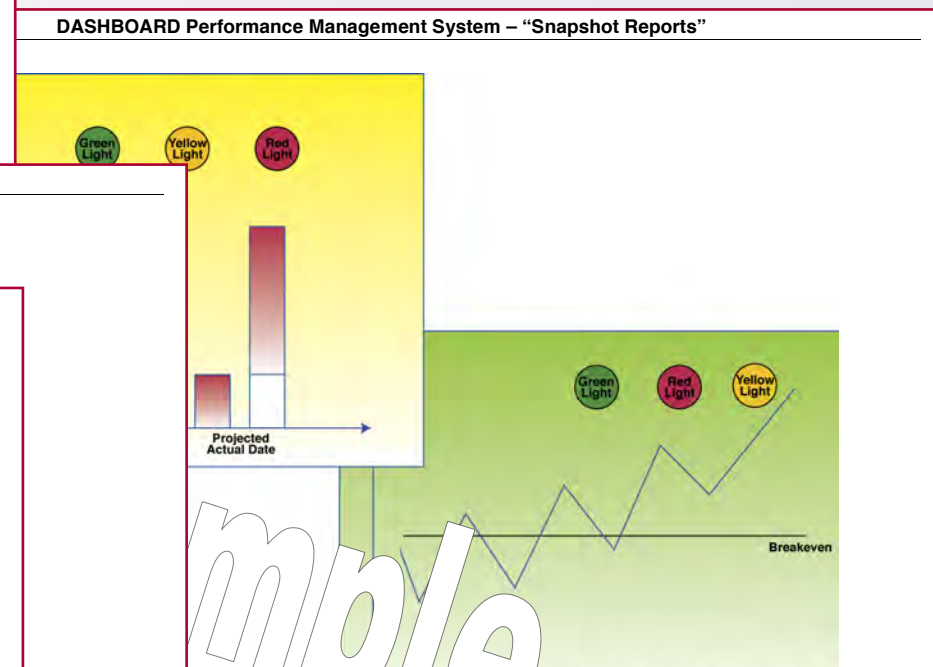 DASHBOARD Performance Management System – “Snapshot Reports”
Green
Light
Yellow
Light
Red
Light
Projected
Actual Date
Green
Light
Red
Light
Yellow
Light
Breakeven
mple